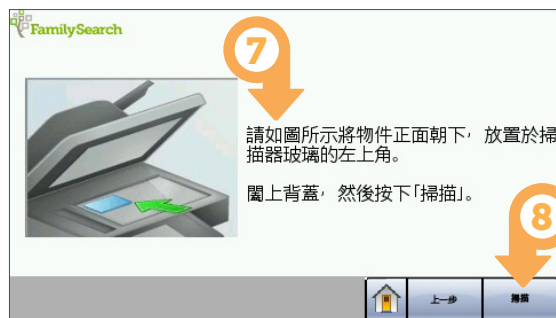 FamilySearch
7
請如圖所示將物件正面朝下，放置於掃
描器玻璃的左上角。
闔上背蓋，然後按下「掃描」。
8
上一步
掃描